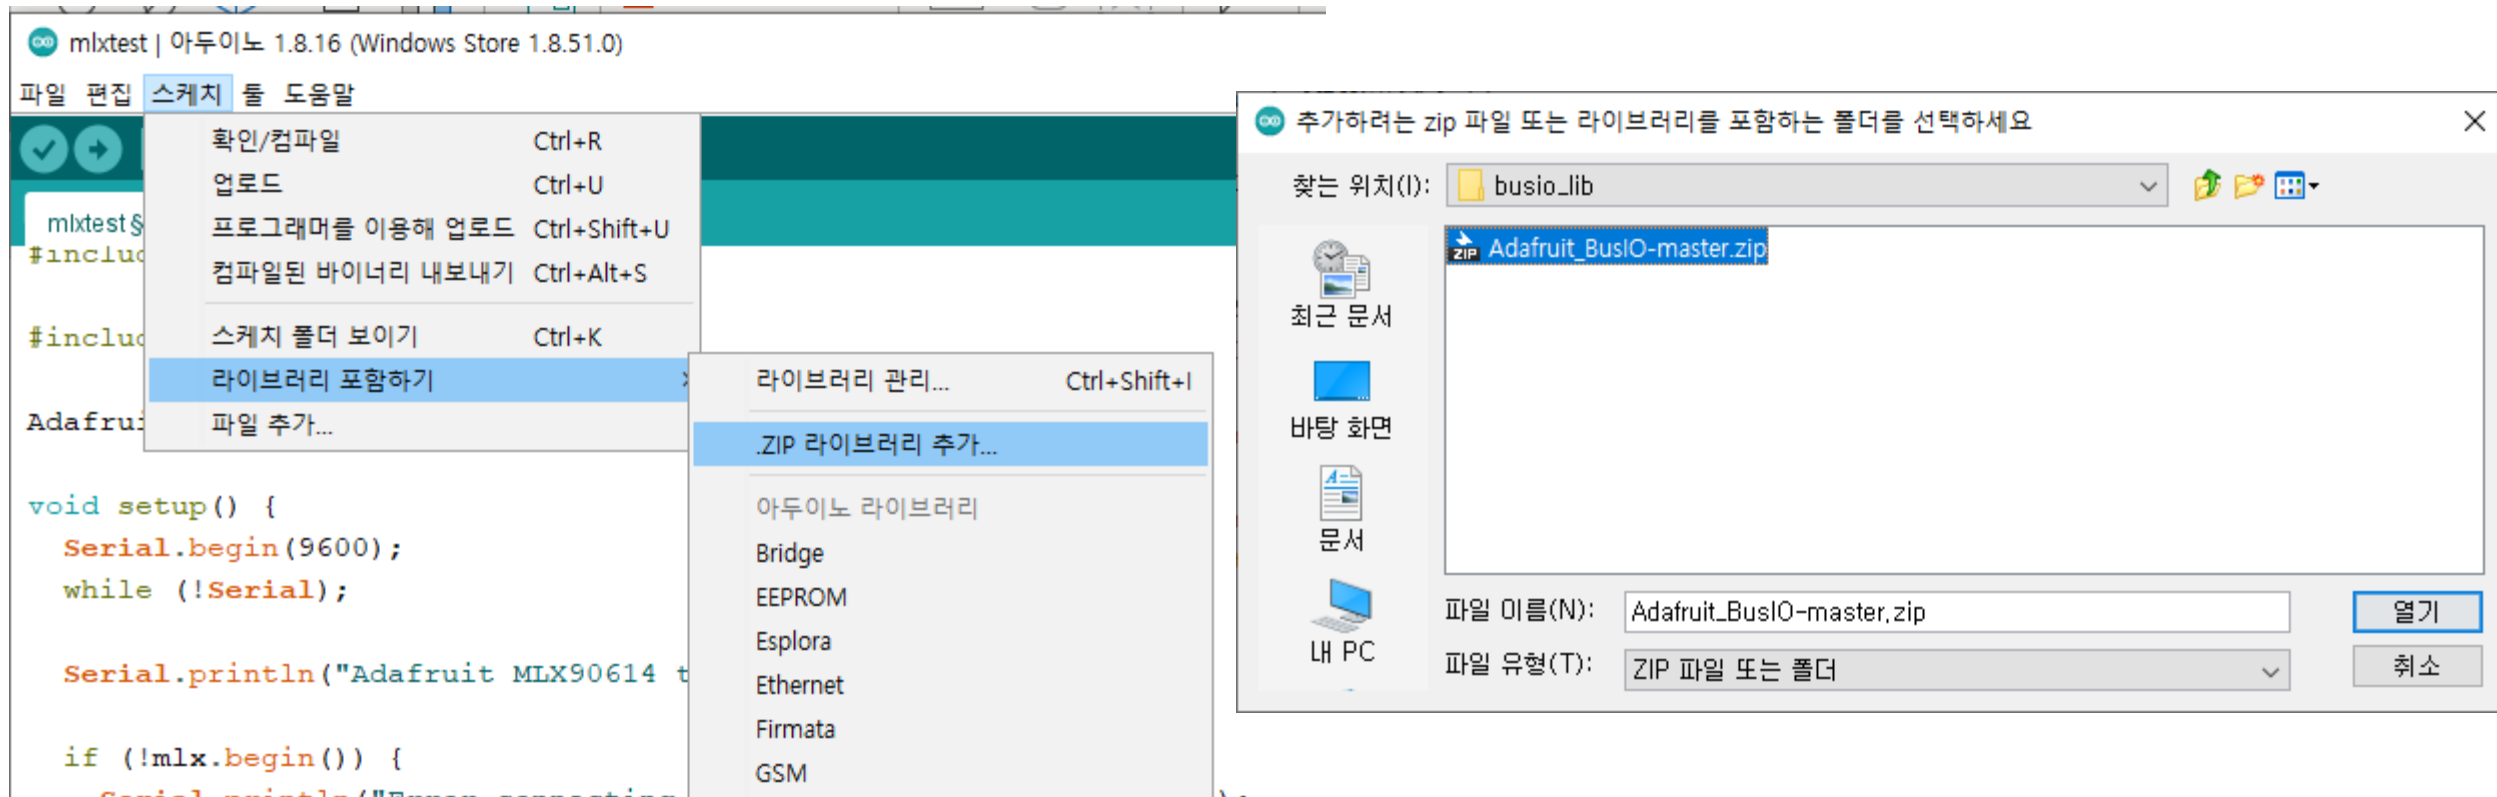 mlxtest | 아두이노 1.8.16 (Windows Store 1.8.51.0)
파일 편집 스케치 툴 도움말
확인/컴파일 Ctrl+R
업로드 Ctrl+U
프로그래머를 이용해 업로드 Ctrl+Shift+U
컴파일된 바이너리 내보내기 Ctrl+Alt+S
스케치 폴더 보이기 Ctrl+K
라이브러리 포함하기
파일 추가...
라이브러리 관리... Ctrl+Shift+I
.ZIP 라이브러리 추가...
아두이노 라이브러리
Bridge
EEPROM
Esplora
Ethernet
Firmata
GSM
mlxtest §
#includ
#includ
Adafrui
void setup() {
Serial.begin(9600);
while (!Serial);
Serial.println("Adafruit MLX90614 t
if (!mlx.begin()) {
Serial.println("Error connecting
);
추가하려는 zip 파일 또는 라이브러리를 포함하는 폴더를 선택하세요
찾는 위치(I): busio_lib
ZIP Adafruit_BusIO-master.zip
최근 문서
바탕 화면
문서
내 PC
파일 이름(N): Adafruit_BusIO-master.zip 열기
파일 유형(T): ZIP 파일 또는 폴더 취소